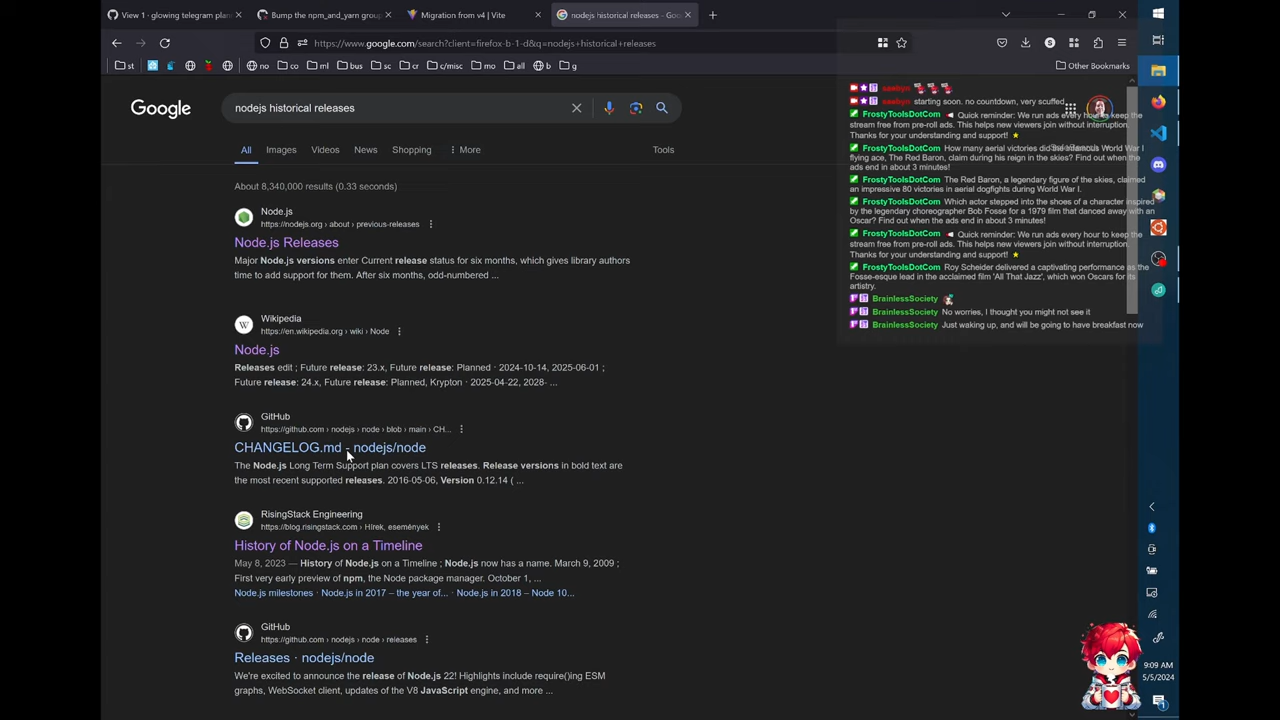 View 1 · glowing telegram plan
Bump the npm_and_yarn group
Migration from v4 | Vite
nodejs historical releases - Goo
https://www.google.com/search?client=firefox-b-1-d&q=nodejs+historical+releases
st
no
co
ml
bus
sc
cr
c/misc
mo
all
b
g
Other Bookmarks
Google
nodejs historical releases
All
Images
Videos
News
Shopping
More
Tools
About 8,340,000 results (0.33 seconds)
Node.js
https://nodejs.org › about › previous-releases
Node.js Releases
Major Node.js versions enter Current release status for six months, which gives library authors
time to add support for them. After six months, odd-numbered ...
Wikipedia
https://en.wikipedia.org › wiki › Node
Node.js
Releases edit ; Future release: 23.x, Future release: Planned · 2024-10-14, 2025-06-01 ;
Future release: 24.x, Future release: Planned, Krypton · 2025-04-22, 2028- ...
GitHub
https://github.com › nodejs › node › blob › main › CH...
CHANGELOG.md - nodejs/node
The Node.js Long Term Support plan covers LTS releases. Release versions in bold text are
the most recent supported releases. 2016-05-06, Version 0.12.14 ( ...
RisingStack Engineering
https://blog.risingstack.com › Hírek, események
History of Node.js on a Timeline
May 8, 2023 — History of Node.js on a Timeline ; Node.js now has a name. March 9, 2009 ;
First very early preview of npm, the Node package manager. October 1, ...
Node.js milestones · Node.js in 2017 – the year of... · Node.js in 2018 – Node 10...
GitHub
https://github.com › nodejs › node › releases
Releases · nodejs/node
We're excited to announce the release of Node.js 22! Highlights include require()ing ESM
graphs, WebSocket client, updates of the V8 JavaScript engine, and more ...
saebyn
saebyn starting soon. no countdown, very scuffed
FrostyToolsDotCom Quick reminder: We run ads every hour to keep the
stream free from pre-roll ads. This helps new viewers join without interruption.
Thanks for your understanding and support!
FrostyToolsDotCom How many aerial victories did the infamous World War I
flying ace, The Red Baron, claim during his reign in the skies? Find out when the
ads end in about 3 minutes!
FrostyToolsDotCom The Red Baron, a legendary figure of the skies, claimed
an impressive 80 victories in aerial dogfights during World War I.
FrostyToolsDotCom Which actor stepped into the shoes of a character inspired
by the legendary choreographer Bob Fosse for a 1979 film that danced away with an
Oscar? Find out when the ads end in about 3 minutes!
FrostyToolsDotCom Quick reminder: We run ads every hour to keep the
stream free from pre-roll ads. This helps new viewers join without interruption.
Thanks for your understanding and support!
FrostyToolsDotCom Roy Scheider delivered a captivating performance as the
Fosse-esque lead in the acclaimed film 'All That Jazz', which won Oscars for its
artistry.
BrainlessSociety
BrainlessSociety No worries, I thought you might not see it
BrainlessSociety Just waking up, and will be going to have breakfast now
9:09 AM
5/5/2024